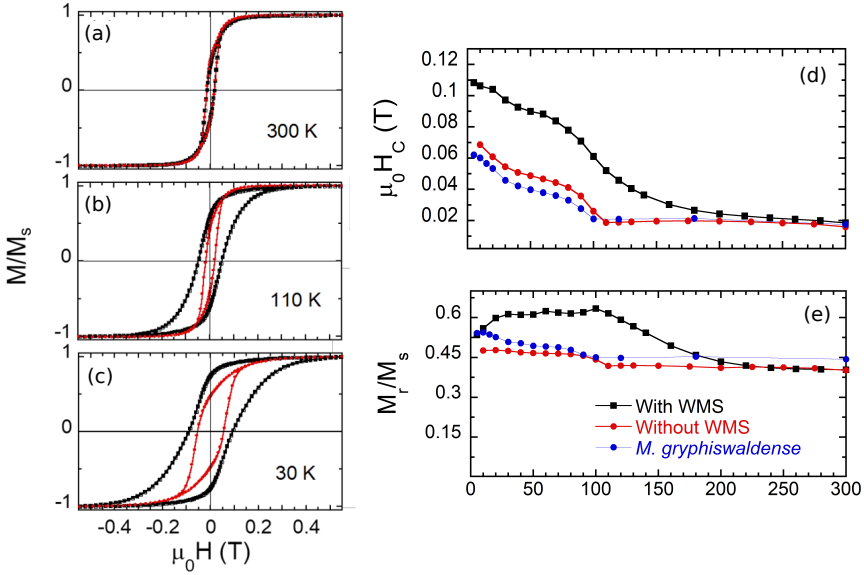 (a)
1
0
-1
300 K
(b)
1
0
-1
110 K
(c)
1
0
-1
30 K
M/Ms
-0.4 -0.2 0 0.2 0.4
μ0H (T)
(d)
0.12
0.1
0.08
0.06
0.04
0.02
μ0HC (T)
(e)
0.6
0.45
0.3
0.15
Mr/Ms
With WMS
Without WMS
M. gryphiswaldense
0 50 100 150 200 250 300